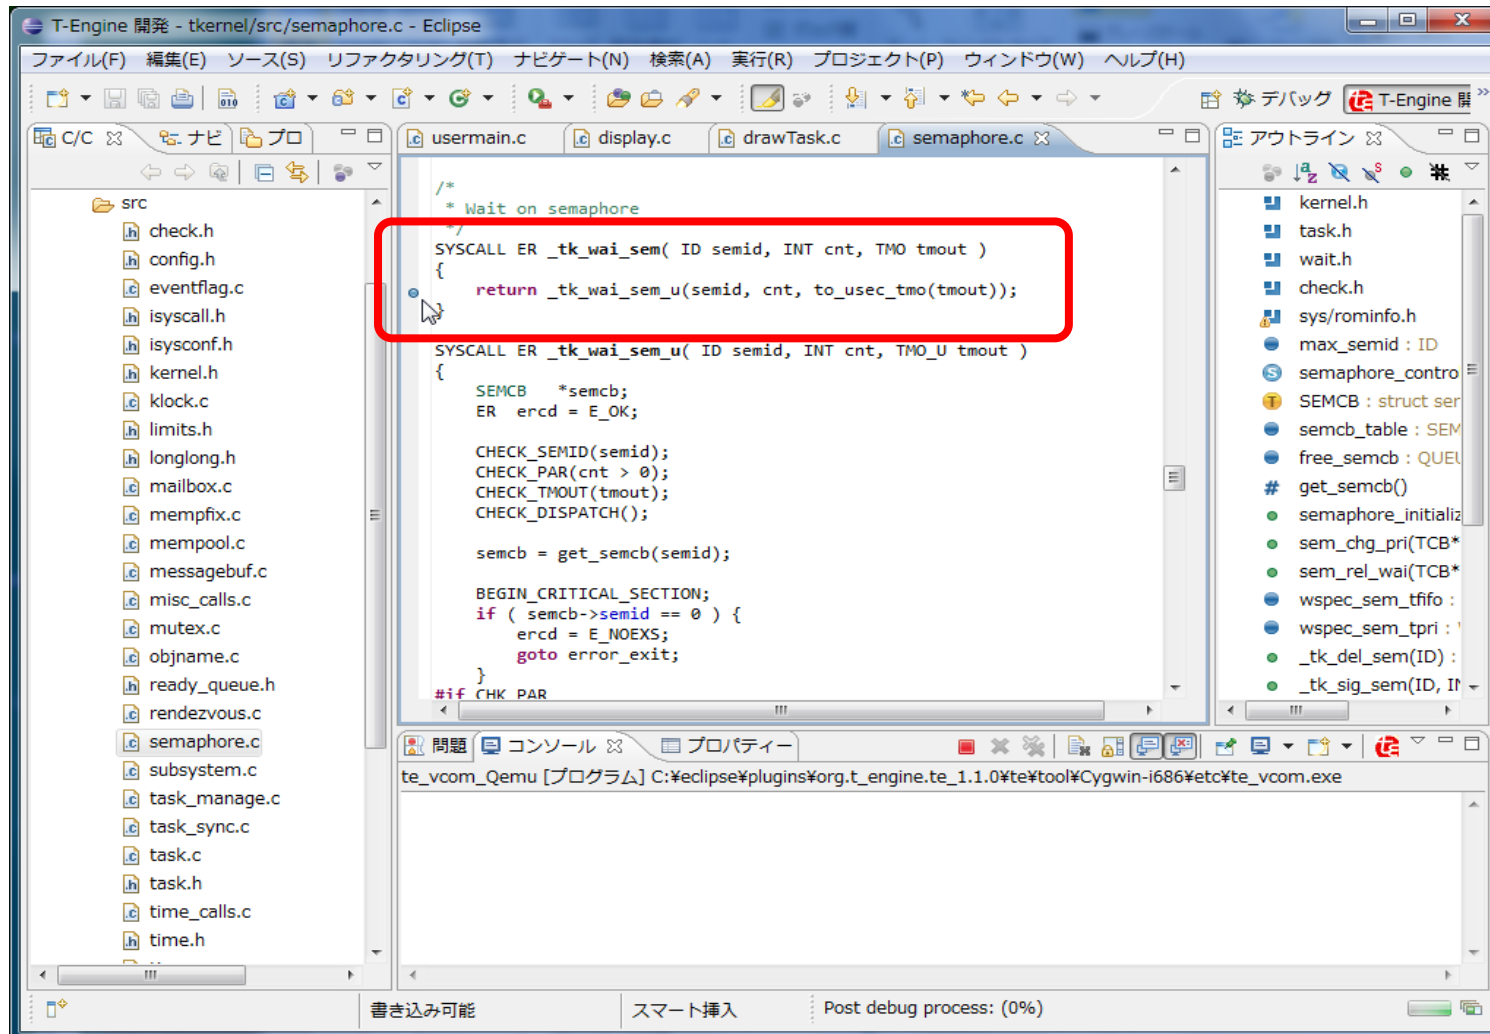 T-Engine 開発 - tkernel/src/semaphore.c - Eclipse
ファイル(F) 編集(E) ソース(S) リファクタリング(T) ナビゲート(N) 検索(A) 実行(R) プロジェクト(P) ウィンドウ(W) ヘルプ(H)
デバッグ T-Engine 開
C/C ナビ プロ
usermain.c display.c drawTask.c semaphore.c
アウトライン
src
check.h
config.h
eventflag.c
isyscall.h
isysconf.h
kernel.h
klock.c
limits.h
longlong.h
mailbox.c
mempfix.c
mempool.c
messagebuf.c
misc_calls.c
mutex.c
objname.c
ready_queue.h
rendezvous.c
semaphore.c
subsystem.c
task_manage.c
task_sync.c
task.c
task.h
time_calls.c
time.h
/*
* Wait on semaphore
*/
SYSCALL ER _tk_wai_sem( ID semid, INT cnt, TMO tmout )
{
return _tk_wai_sem_u(semid, cnt, to_usec_tmo(tmout));
}
SYSCALL ER _tk_wai_sem_u( ID semid, INT cnt, TMO_U tmout )
{
SEMCB *semcb;
ER ercd = E_OK;
CHECK_SEMID(semid);
CHECK_PAR(cnt > 0);
CHECK_TMOUT(tmout);
CHECK_DISPATCH();
semcb = get_semcb(semid);
BEGIN_CRITICAL_SECTION;
if ( semcb->semid == 0 ) {
ercd = E_NOEXS;
goto error_exit;
}
#if CHK_PAR
kernel.h
task.h
wait.h
check.h
sys/rominfo.h
max_semid : ID
semaphore_contro
SEMCB : struct ser
semcb_table : SEM
free_semcb : QUEU
get_semcb()
semaphore_initializ
sem_chg_pri(TCB*
sem_rel_wai(TCB*
wspec_sem_tfifo :
wspec_sem_tpri :
_tk_del_sem(ID) :
_tk_sig_sem(ID, IN
問題 コンソール プロパティー
te_vcom_Qemu [プログラム] C:¥eclipse¥plugins¥org.t_engine.te_1.1.0¥te¥tool¥Cygwin-i686¥etc¥te_vcom.exe
書き込み可能 スマート挿入 Post debug process: (0%)